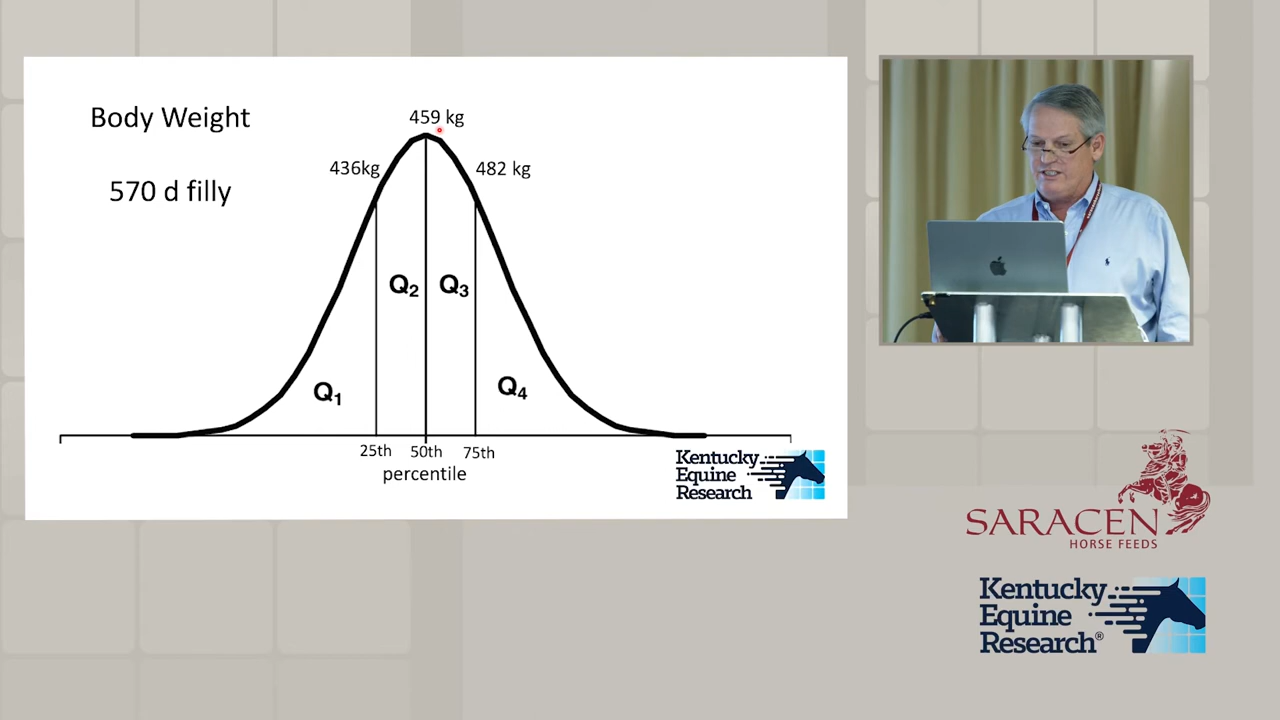 Body Weight
570 d filly
459 kg
436kg
482 kg
Q2
Q3
Q1
Q4
25th
50th
75th
percentile
Kentucky
Equine
Research
SARACEN
HORSE FEEDS
Kentucky
Equine
Research®